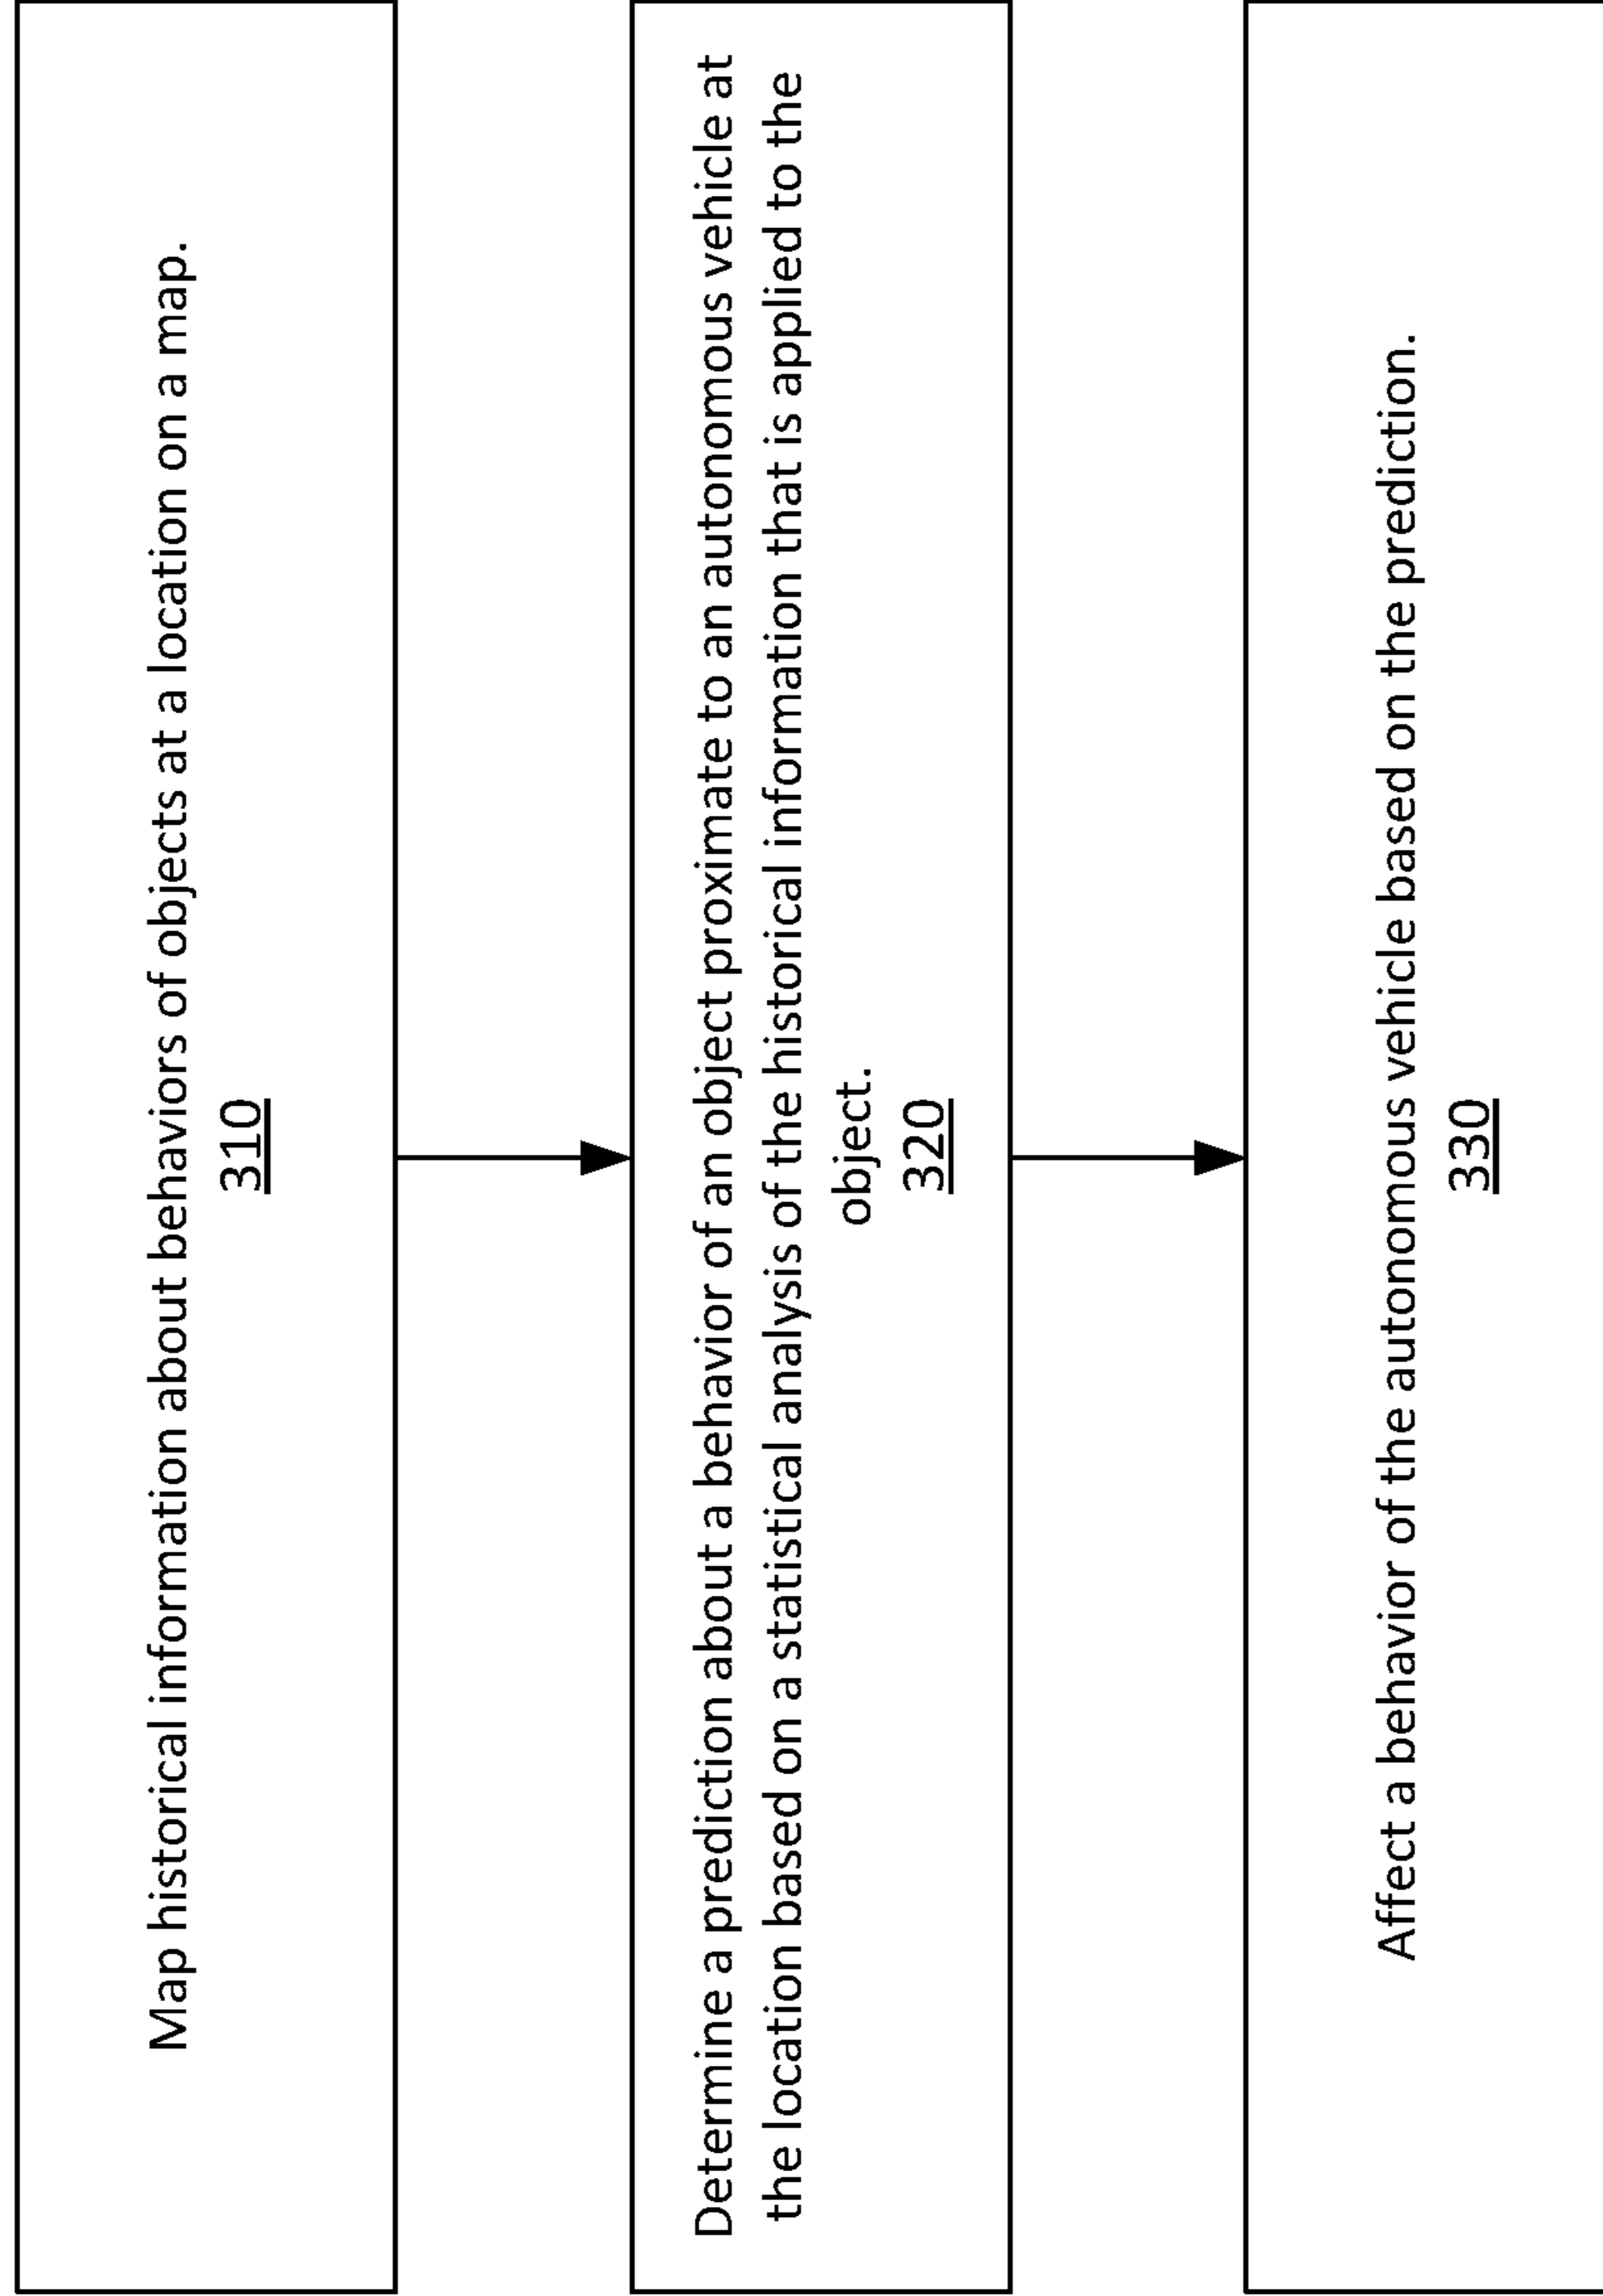 Map historical information about behaviors of objects at a location on a map.
310
Determine a prediction about a behavior of an object proximate to an autonomous vehicle at
the location based on a statistical analysis of the historical information that is applied to the
object.
320
Affect a behavior of the autonomous vehicle based on the prediction.
330